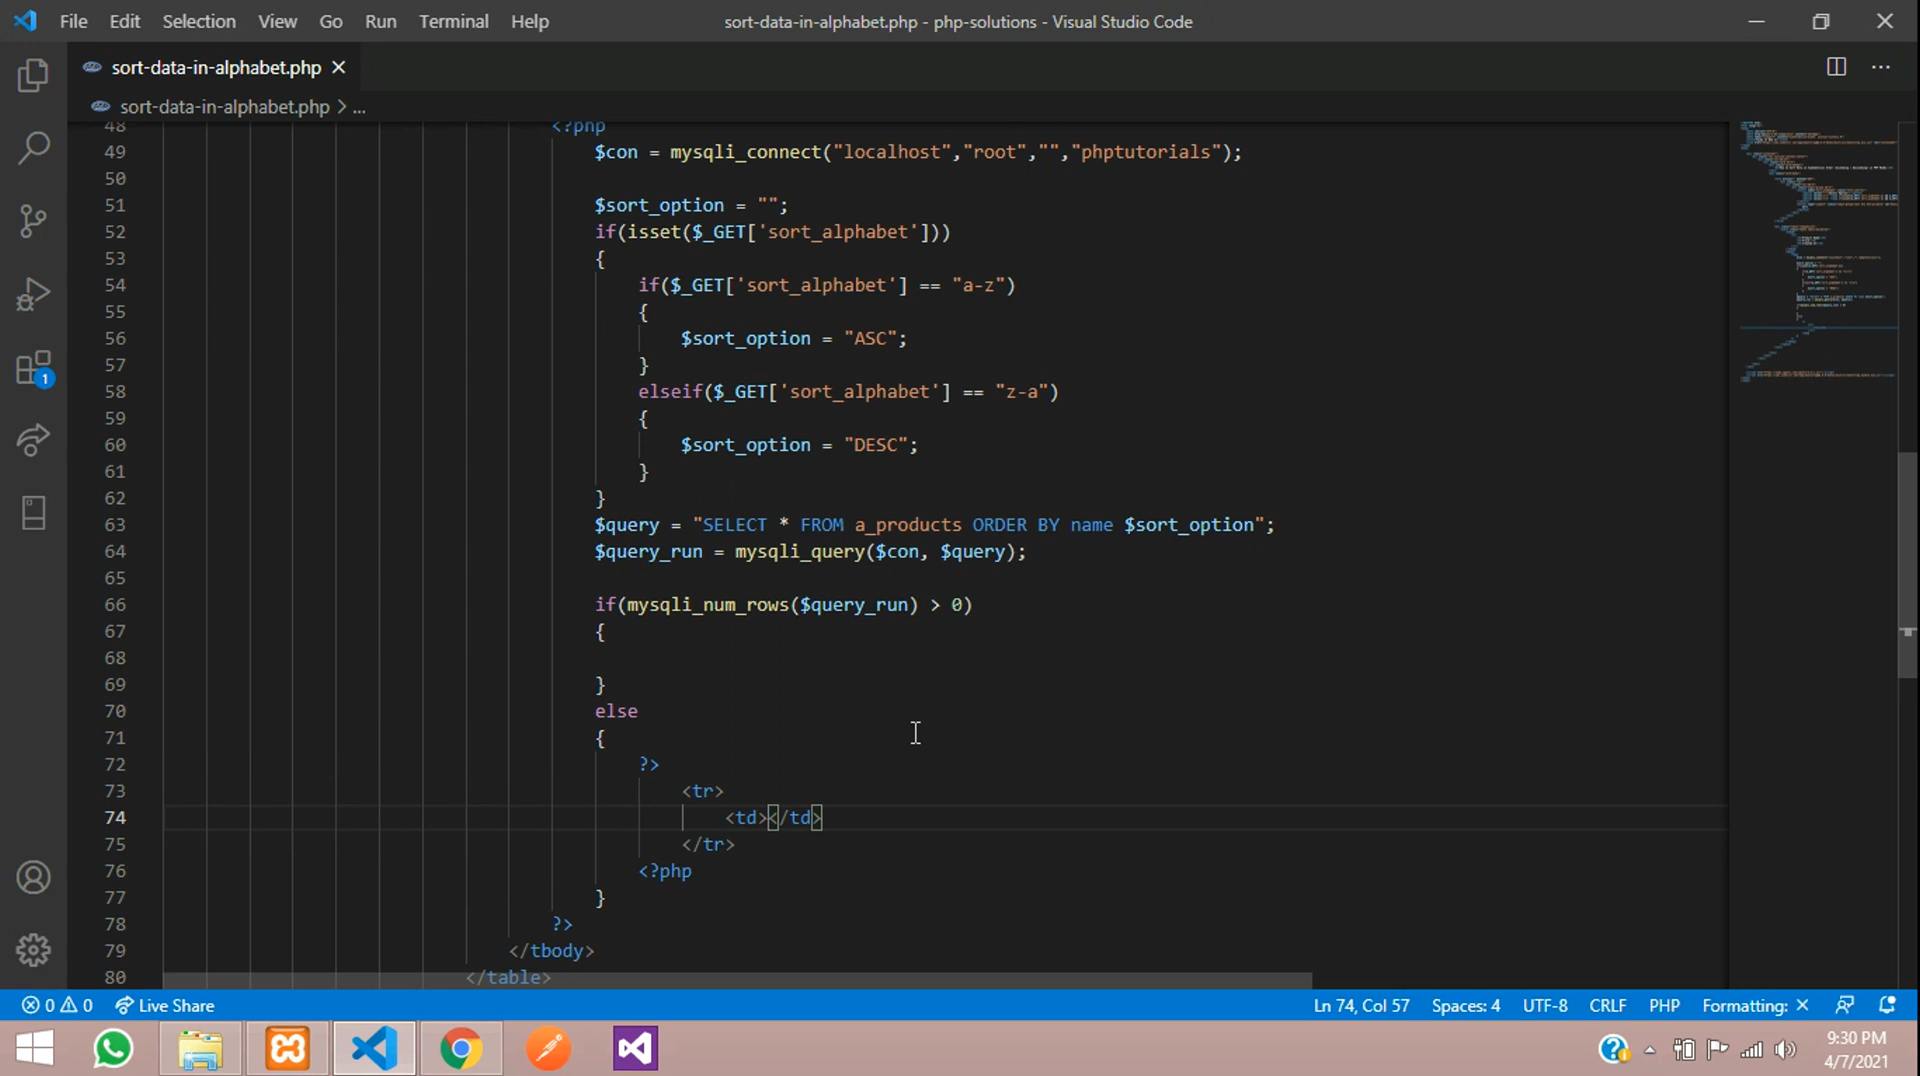 File Edit Selection View Go Run Terminal Help sort-data-in-alphabet.php - php-solutions - Visual Studio Code
sort-data-in-alphabet.php
sort-data-in-alphabet.php > ...
48 <?php
49 $con = mysqli_connect("localhost","root","","phptutorials");
50
51 $sort_option = "";
52 if(isset($_GET['sort_alphabet']))
53 {
54 if($_GET['sort_alphabet'] == "a-z")
55 {
56 $sort_option = "ASC";
57 }
58 elseif($_GET['sort_alphabet'] == "z-a")
59 {
60 $sort_option = "DESC";
61 }
62 }
63 $query = "SELECT * FROM a_products ORDER BY name $sort_option";
64 $query_run = mysqli_query($con, $query);
65
66 if(mysqli_num_rows($query_run) > 0)
67 {
68
69 }
70 else
71 {
72 ?>
73 <tr>
74 <td></td>
75 </tr>
76 <?php
77 }
78 ?>
79 </tbody>
80 </table>
1
0 0 Live Share Ln 74, Col 57 Spaces: 4 UTF-8 CRLF PHP Formatting: ×
9:30 PM
4/7/2021